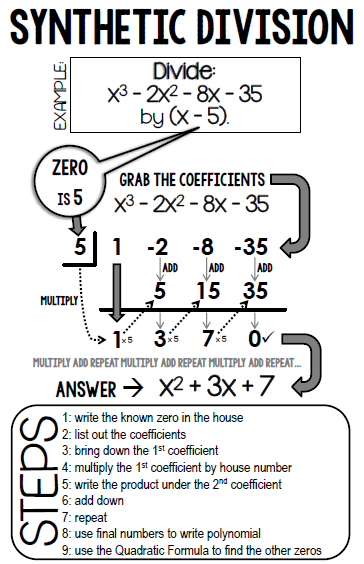 SYNTHETIC DIVISION
EXAMPLE:
Divide:
x³ - 2x² - 8x - 35
by (x - 5).
ZERO
IS 5
GRAB THE COEFFICIENTS
x³ - 2x² - 8x - 35
5 1 -2 -8 -35
ADD ADD ADD
5 15 35
MULTIPLY
1 x 5 3 x 5 7 x 5 0✓
MULTIPLY ADD REPEAT MULTIPLY ADD REPEAT MULTIPLY ADD REPEAT...
ANSWER → x² + 3x + 7
STEPS
1: write the known zero in the house
2: list out the coefficients
3: bring down the 1st coefficient
4: multiply the 1st coefficient by house number
5: write the product under the 2nd coefficient
6: add down
7: repeat
8: use final numbers to write polynomial
9: use the Quadratic Formula to find the other zeros